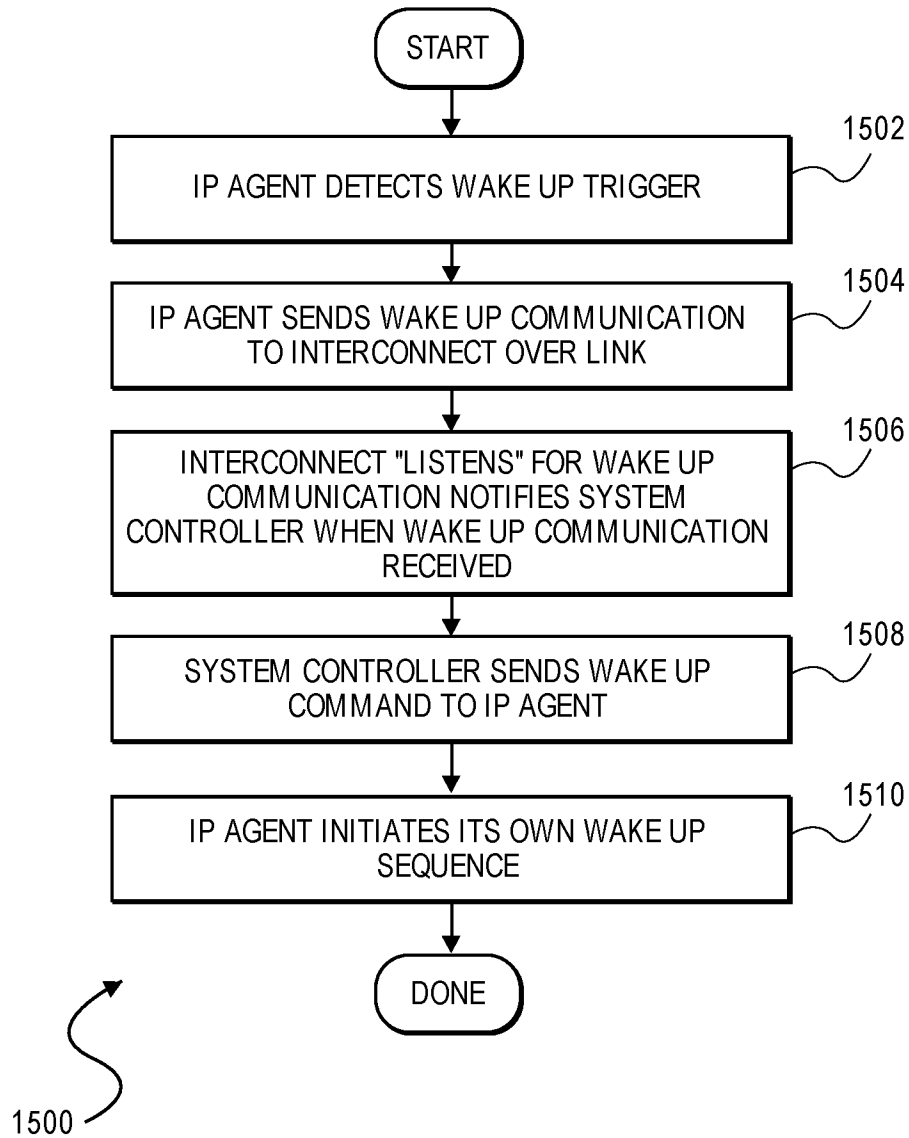 START
1502
IP AGENT DETECTS WAKE UP TRIGGER
1504
IP AGENT SENDS WAKE UP COMMUNICATION
TO INTERCONNECT OVER LINK
1506
INTERCONNECT "LISTENS" FOR WAKE UP
COMMUNICATION NOTIFIES SYSTEM
CONTROLLER WHEN WAKE UP COMMUNICATION
RECEIVED
1508
SYSTEM CONTROLLER SENDS WAKE UP
COMMAND TO IP AGENT
1510
IP AGENT INITIATES ITS OWN WAKE UP
SEQUENCE
DONE
1500